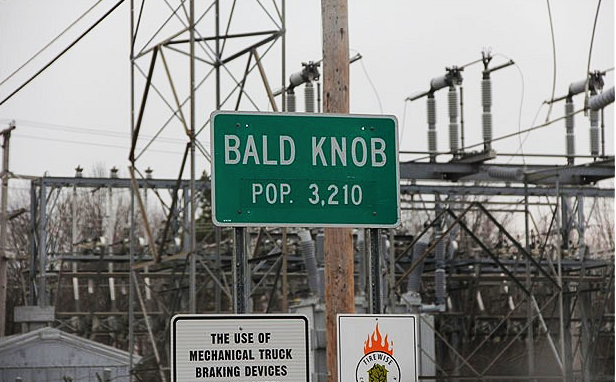 BALD KNOB
POP. 3,210
THE USE OF
MECHANICAL TRUCK
BRAKING DEVICES
FIREWISE